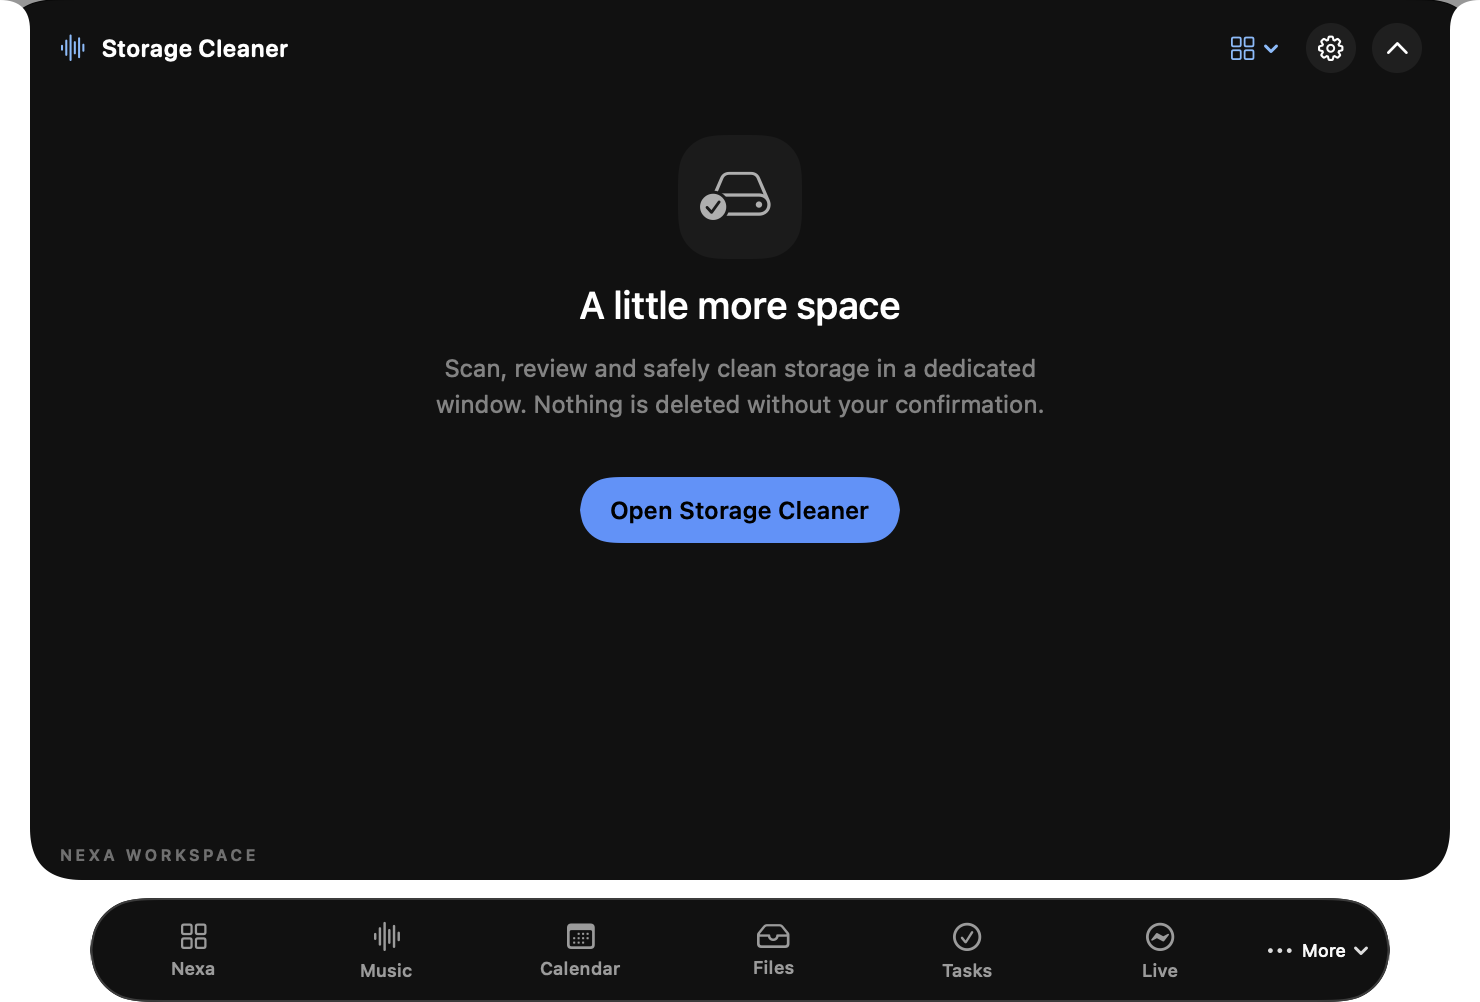 Storage Cleaner
A little more space
Scan, review and safely clean storage in a dedicated
window. Nothing is deleted without your confirmation.
Open Storage Cleaner
NEXA WORKSPACE
Nexa
Music
Calendar
Files
Tasks
Live
More